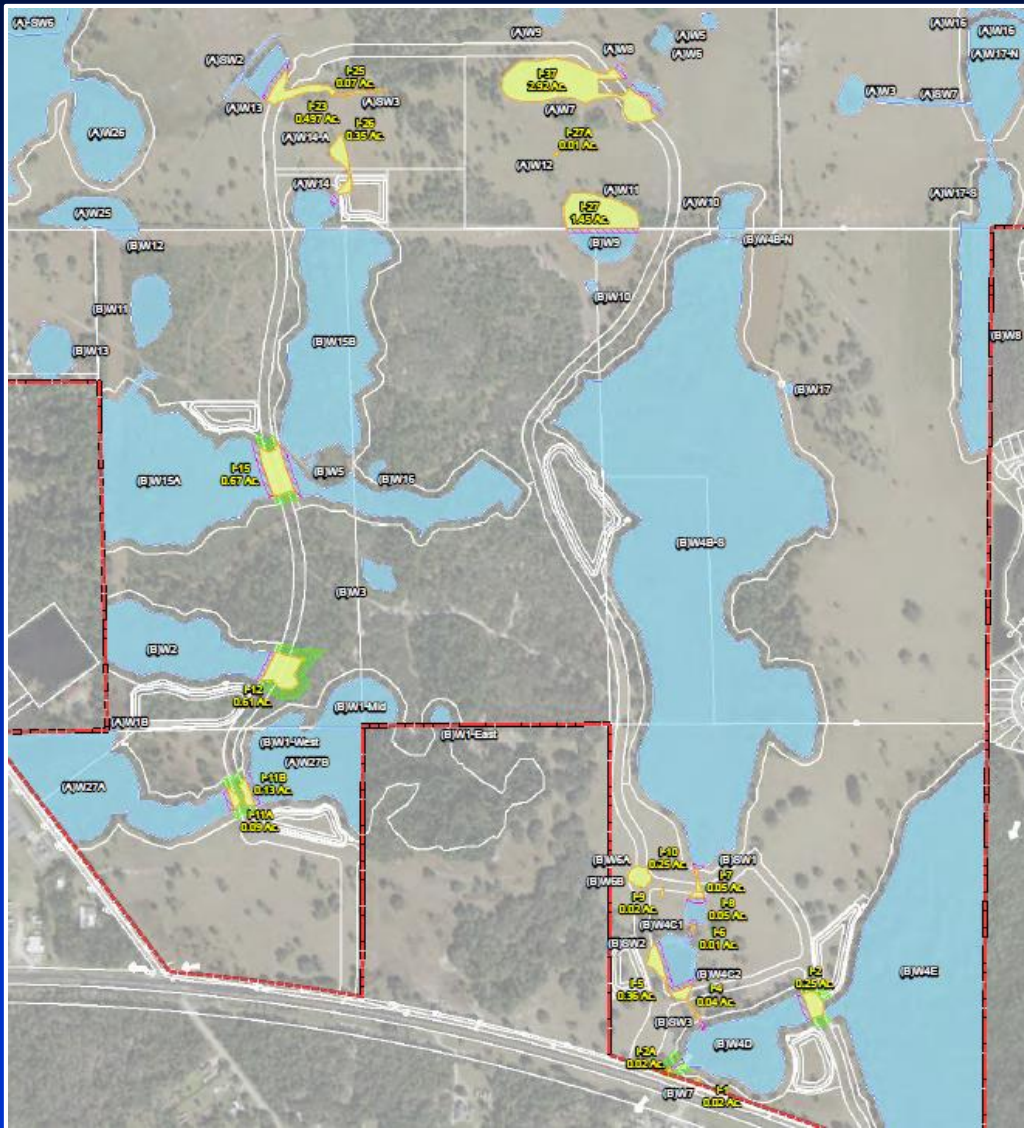 (A)-SW6
(A)W9
(A)W5
(A)W6
(A)W16
(A)W16
(A)W17-N
(A)SW2
(A)W8
I-25
0.07 Ac.
I-37
2.92 Ac.
(A)W3
(A)SW7
(A)W13
(A)SW3
I-23
0.497 Ac.
(A)W7
(A)W26
I-26
0.35 Ac.
(A)W14-A
I-27A
0.01 Ac.
(A)W12
(A)W14
(A)W11
(A)W17-S
(A)W25
I-27
1.45 Ac.
(A)W10
(B)W12
(B)W9
(B)W4B-N
(B)W10
(B)W11
(B)W13
(B)W15B
(B)W8
(B)W17
I-15
0.67 Ac.
(B)W5
(B)W16
(B)W15A
(B)W4B-S
(B)W3
(B)W2
I-12
0.61 Ac.
(B)W1-Mid
(A)W1B
(B)W1-East
(B)W1-West
(A)W27B
(A)W27A
I-11B
0.13 Ac.
I-11A
0.09 Ac.
(B)W6A
I-10
0.25 Ac.
(B)SW1
(B)W6B
I-7
0.05 Ac.
I-9
0.02 Ac.
I-8
0.05 Ac.
(B)W4C1
I-6
0.01 Ac.
(B)SW2
(B)W4C2
I-2
0.25 Ac.
(B)W4E
I-5
0.36 Ac.
I-4
0.04 Ac.
(B)SW3
(B)W4D
I-2A
0.02 Ac.
(B)W7
I-1
0.02 Ac.